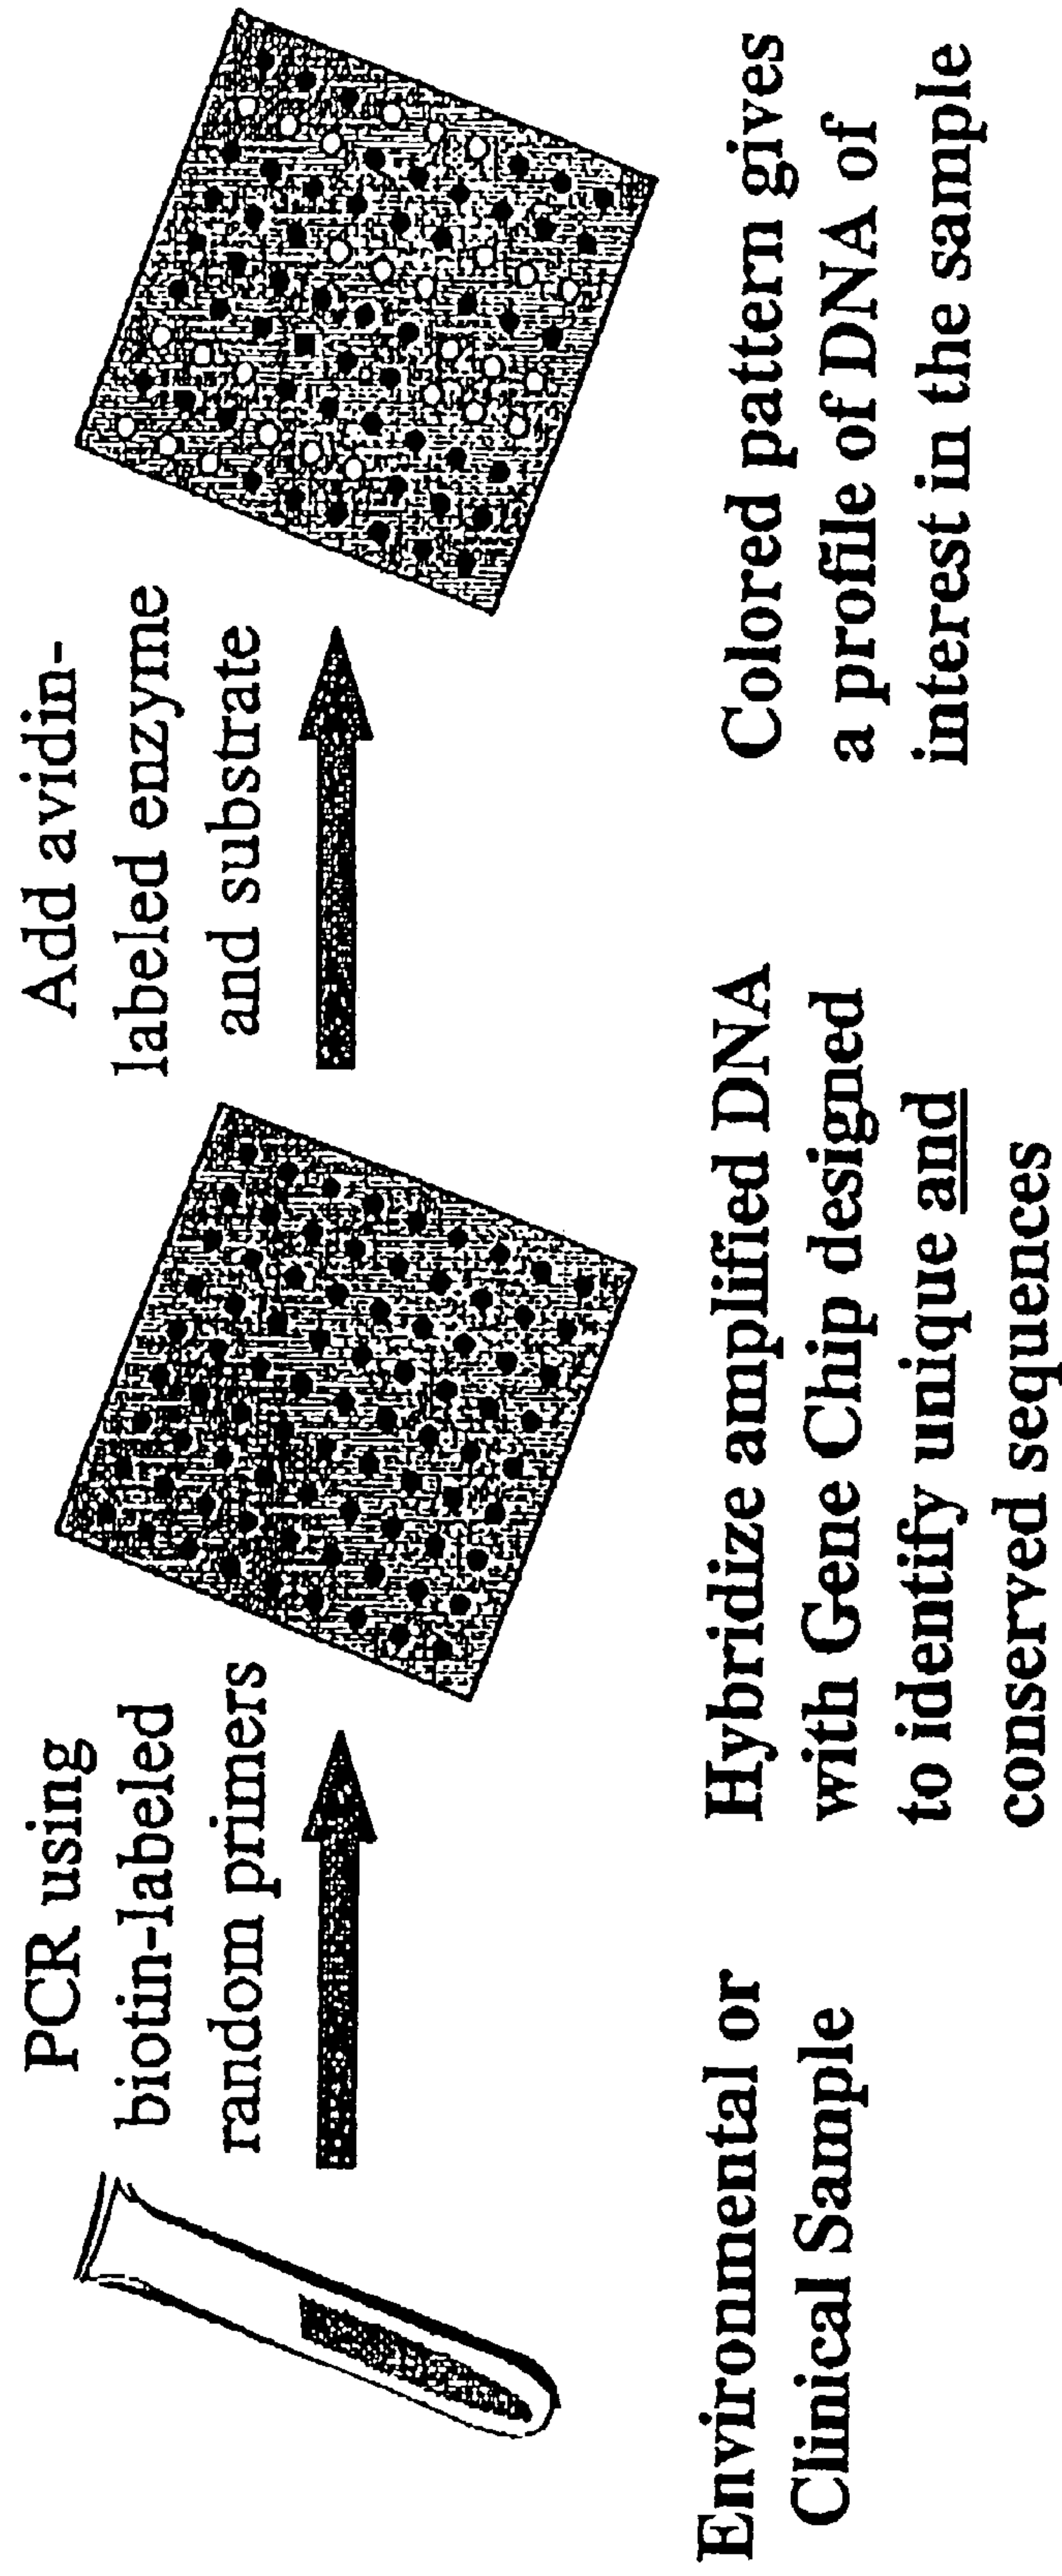 PCR using
biotin-labeled
random primers
Add avidin-
labeled enzyme
and substrate
Environmental or
Clinical Sample
Hybridize amplified DNA
with Gene Chip designed
to identify unique and
conserved sequences
Colored pattern gives
a profile of DNA of
interest in the sample